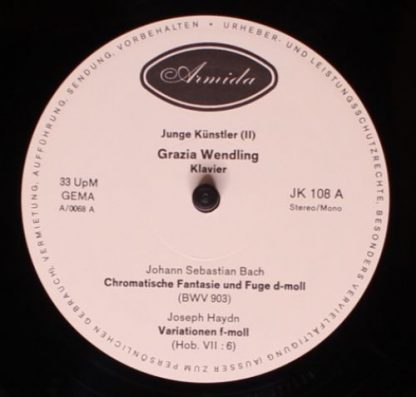 Armida
Junge Künstler (II)
Grazia Wendling
Klavier
33 UpM
GEMA
A/0068 A
JK 108 A
Stereo/Mono
Johann Sebastian Bach
Chromatische Fantasie und Fuge d-moll
(BWV 903)
Joseph Haydn
Variationen f-moll
(Hob. VII : 6)
URHEBER- UND LEISTUNGSSCHUTZRECHTE, BESONDERS VERVIELFÄLTIGUNG (AUSSER ZUM PERSÖNLICHEN GEBRAUCH), VERMIETUNG, AUFFÜHRUNG, SENDUNG, VORBEHALTEN •